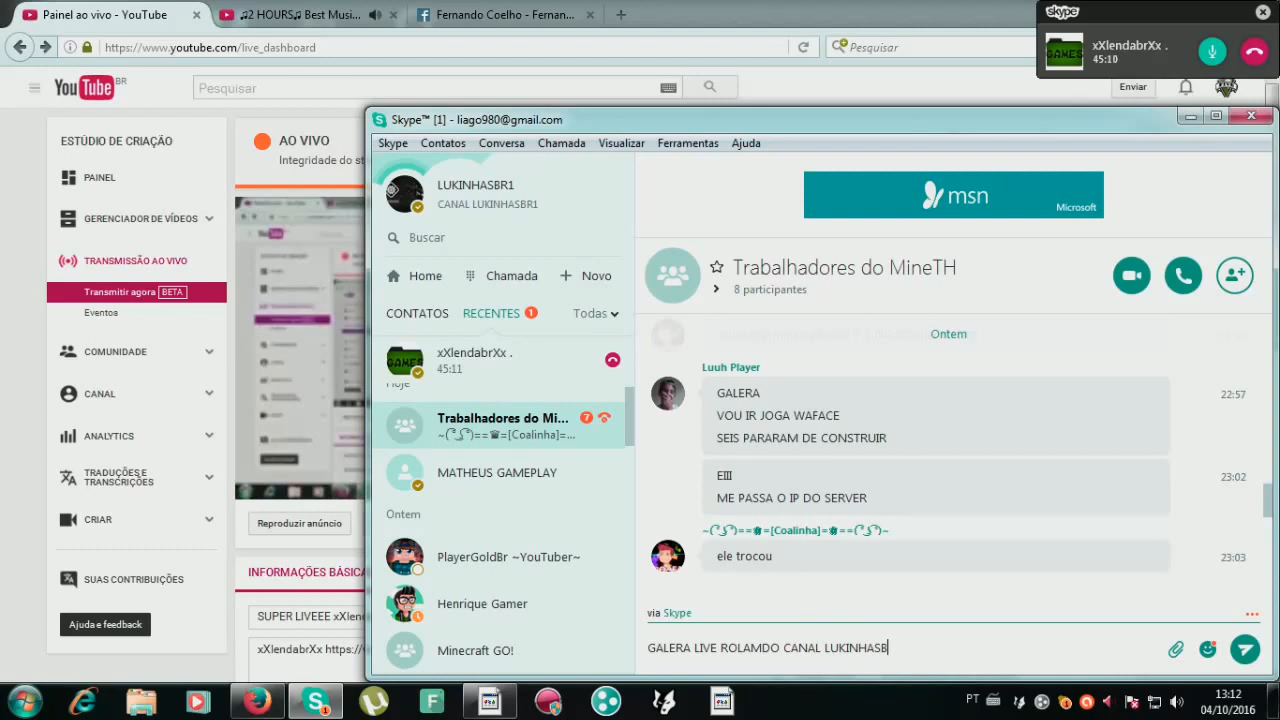 Painel ao vivo - YouTube
♫2 HOURS♫ Best Musi...
Fernando Coelho - Fernan...
https://www.youtube.com/live_dashboard
Pesquisar
skype
xXlendabrXx .
45:10
YouTube BR
Pesquisar
Enviar
ESTÚDIO DE CRIAÇÃO
PAINEL
GERENCIADOR DE VÍDEOS
TRANSMISSÃO AO VIVO
Transmitir agora BETA
Eventos
COMUNIDADE
CANAL
ANALYTICS
TRADUÇÕES E
TRANSCRIÇÕES
CRIAR
SUAS CONTRIBUIÇÕES
Ajuda e feedback
AO VIVO
Integridade do st
Reproduzir anúncio
INFORMAÇÕES BÁSICA
SUPER LIVEEE xXlen
xXlendabrXx https://
Skype™ [1] - liago980@gmail.com
Skype Contatos Conversa Chamada Visualizar Ferramentas Ajuda
LUKINHASBR1
CANAL LUKINHASBR1
Buscar
Home Chamada Novo
CONTATOS RECENTES 1 Todas
xXlendabrXx .
45:11
Hoje
Trabalhadores do Mi... 7
~( ͡° ͜ʖ ͡°)==♛=[Coalinha]=...
MATHEUS GAMEPLAY
Ontem
PlayerGoldBr ~YouTuber~
Henrique Gamer
Minecraft GO!
msn
Microsoft
Trabalhadores do MineTH
8 participantes
Ontem
Luuh Player
GALERA 22:57
VOU IR JOGA WAFACE
SEIS PARARAM DE CONSTRUIR
EIII 23:02
ME PASSA O IP DO SERVER
~( ͡° ͜ʖ ͡°)==♛=[Coalinha]=♛==( ͡° ͜ʖ ͡°)~
ele trocou 23:03
via Skype
GALERA LIVE ROLAMDO CANAL LUKINHASB
PT
13:12
04/10/2016